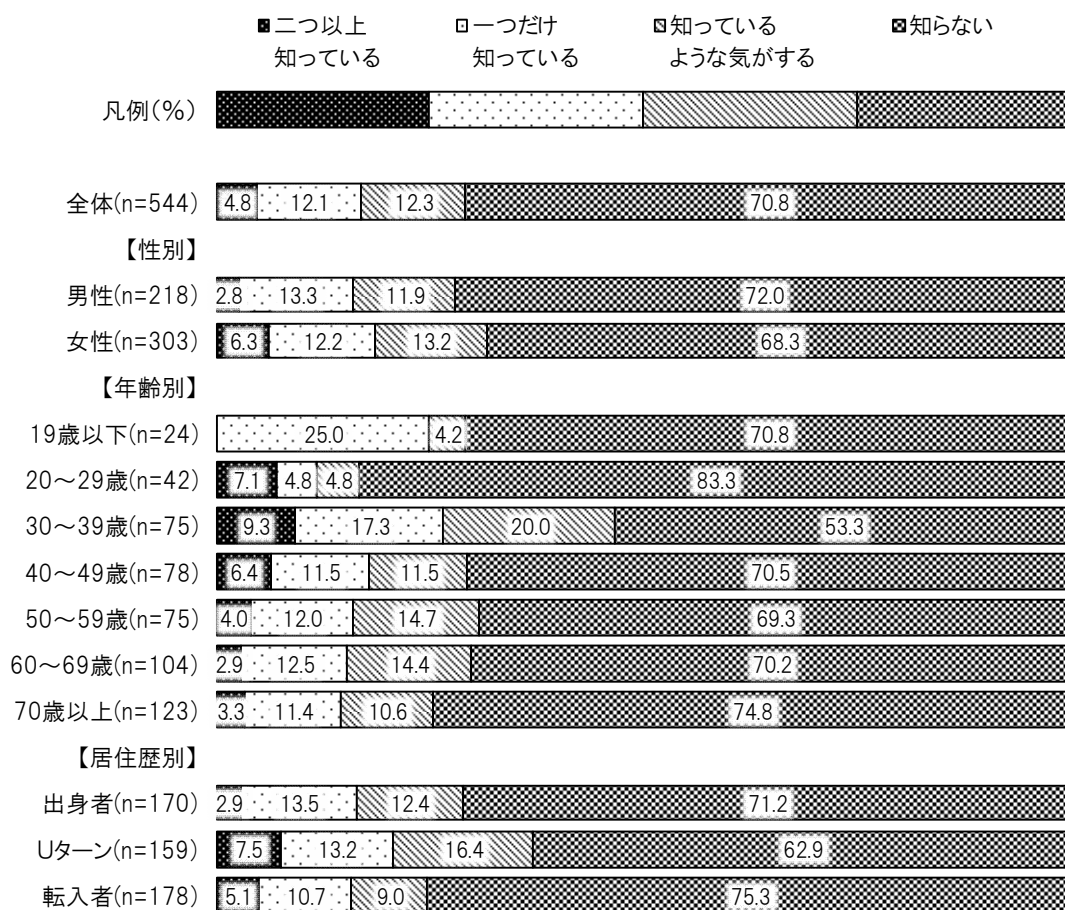 二つ以上 一つだけ 知っている 知らない
知っている 知っている ような気がする
凡例(%)
全体(n=544) 4.8 12.1 12.3 70.8
【性別】
男性(n=218) 2.8 13.3 11.9 72.0
女性(n=303) 6.3 12.2 13.2 68.3
【年齢別】
19歳以下(n=24) 25.0 4.2 70.8
20～29歳(n=42) 7.1 4.8 4.8 83.3
30～39歳(n=75) 9.3 17.3 20.0 53.3
40～49歳(n=78) 6.4 11.5 11.5 70.5
50～59歳(n=75) 4.0 12.0 14.7 69.3
60～69歳(n=104) 2.9 12.5 14.4 70.2
70歳以上(n=123) 3.3 11.4 10.6 74.8
【居住歴別】
出身者(n=170) 2.9 13.5 12.4 71.2
Uターン(n=159) 7.5 13.2 16.4 62.9
転入者(n=178) 5.1 10.7 9.0 75.3